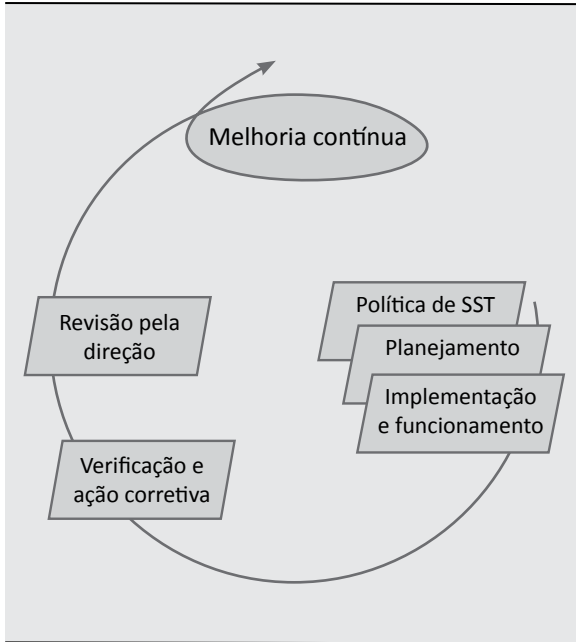 Melhoria contínua
Política de SST
Planejamento
Implementação
e funcionamento
Verificação e
ação corretiva
Revisão pela
direção